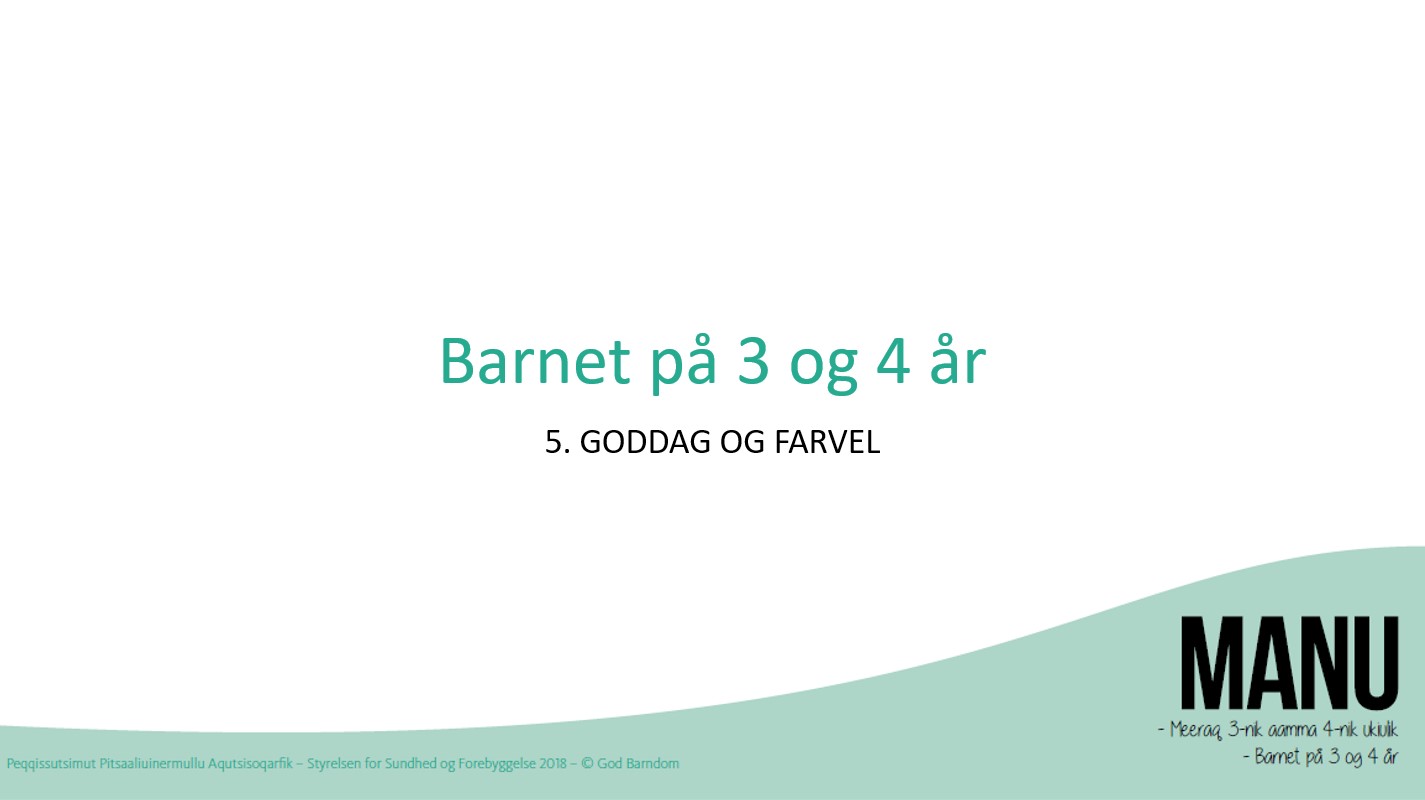 Barnet på 3 og 4 år
5. GODDAG OG FARVEL
MANU
- Meeraq 3-nik aamma 4-nik ukiulik
- Barnet på 3 og 4 år
Peqqissutsimut Pitsaaliuinermullu Aqutsisoqarfik – Styrelsen for Sundhed og Forebyggelse 2018 – © God Barndom